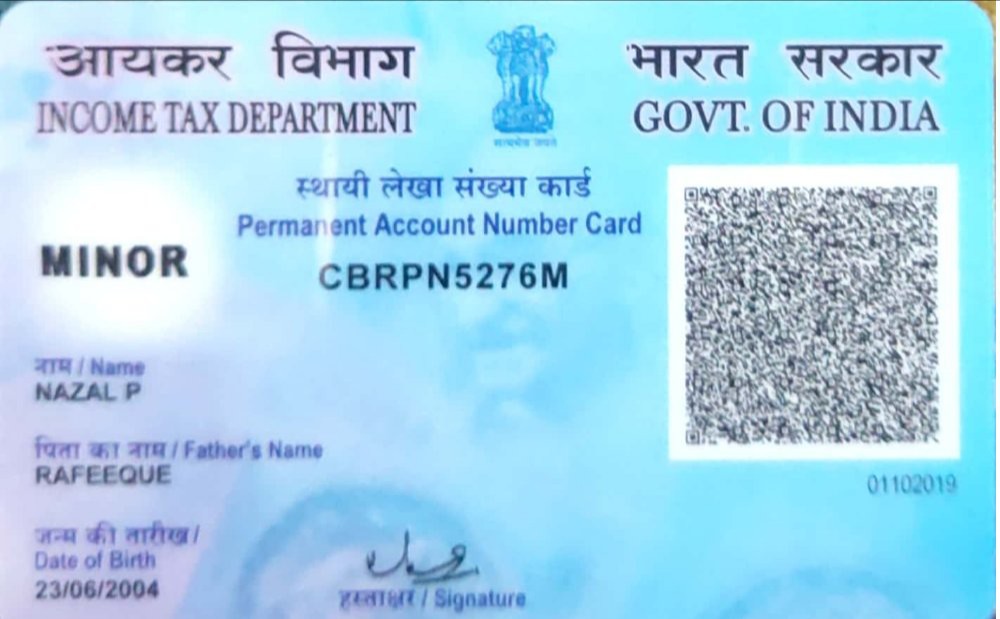 आयकर विभाग
INCOME TAX DEPARTMENT
सत्यमेव जयते
भारत सरकार
GOVT. OF INDIA
स्थायी लेखा संख्या कार्ड
Permanent Account Number Card
CBRPN5276M
MINOR
नाम / Name
NAZAL P
पिता का नाम / Father's Name
RAFEEQUE
01102019
जन्म की तारीख /
Date of Birth
23/06/2004
हस्ताक्षर / Signature